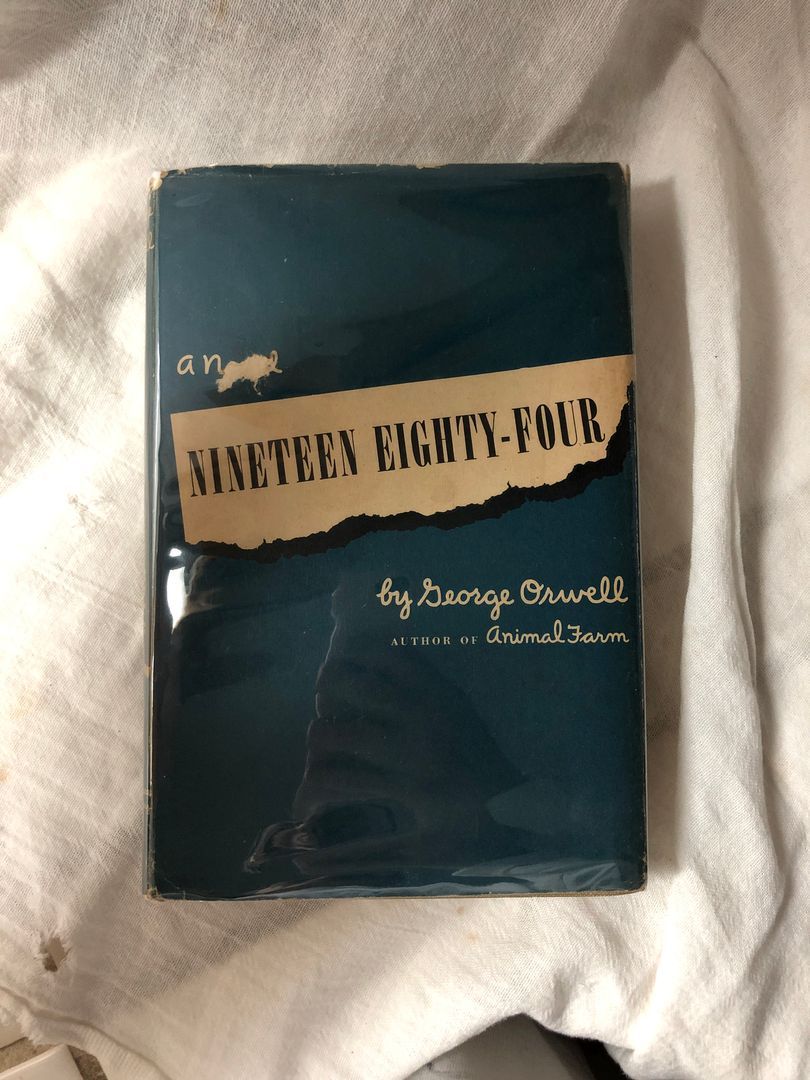 a
NINETEEN EIGHTY-FOUR
by George Orwell
AUTHOR OF Animal Farm